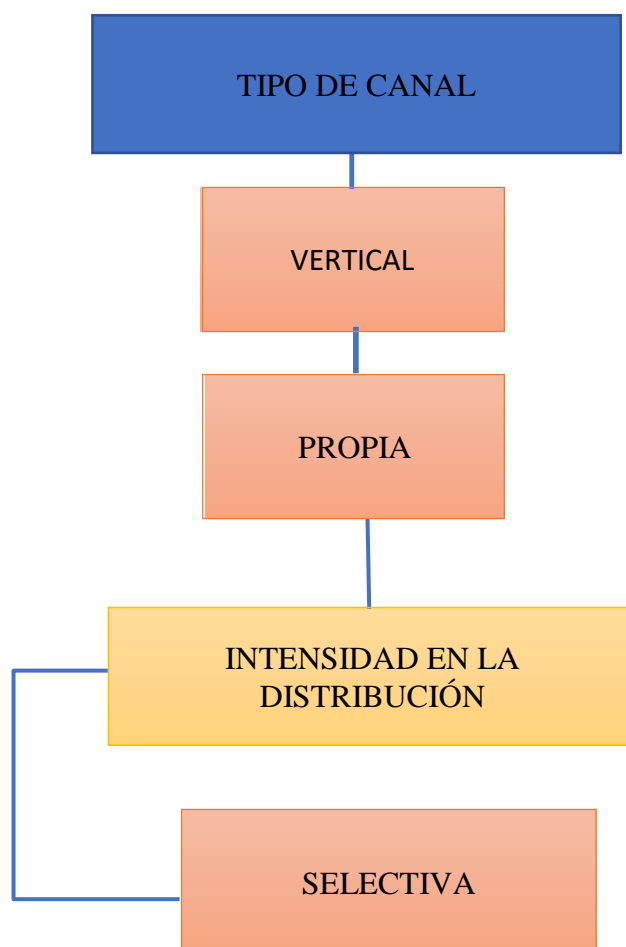 TIPO DE CANAL
VERTICAL
PROPIA
INTENSIDAD EN LA
DISTRIBUCIÓN
SELECTIVA